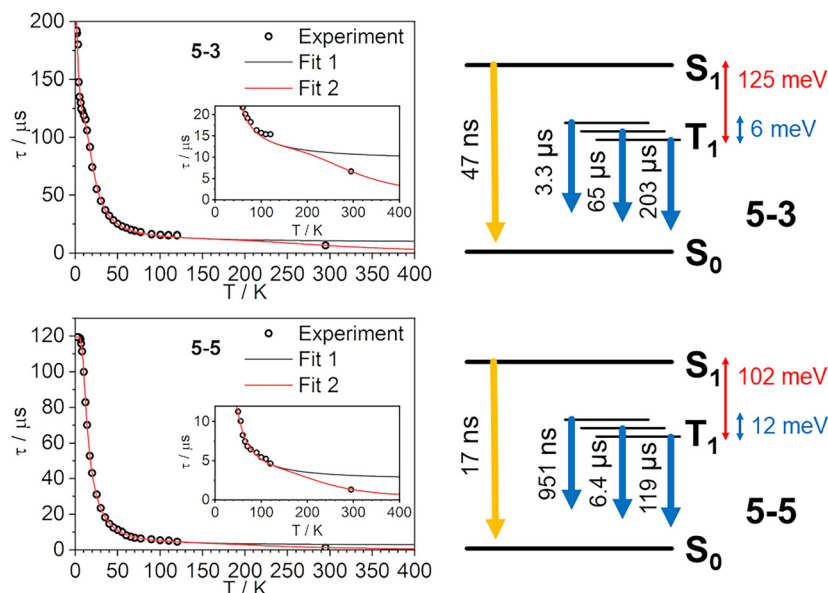 200
150
100
50
0
τ / μs
5-3
Experiment
Fit 1
Fit 2
20
15
10
5
0
τ / μs
0 100 200 300 400
T / K
0 50 100 150 200 250 300 350 400
T / K
S1
125 meV
T1
6 meV
47 ns
3.3 μs
65 μs
203 μs
5-3
S0
120
100
80
60
40
20
0
τ / μs
5-5
Experiment
Fit 1
Fit 2
10
5
0
τ / μs
0 100 200 300 400
T / K
0 50 100 150 200 250 300 350 400
T / K
S1
102 meV
T1
12 meV
17 ns
951 ns
6.4 μs
119 μs
5-5
S0